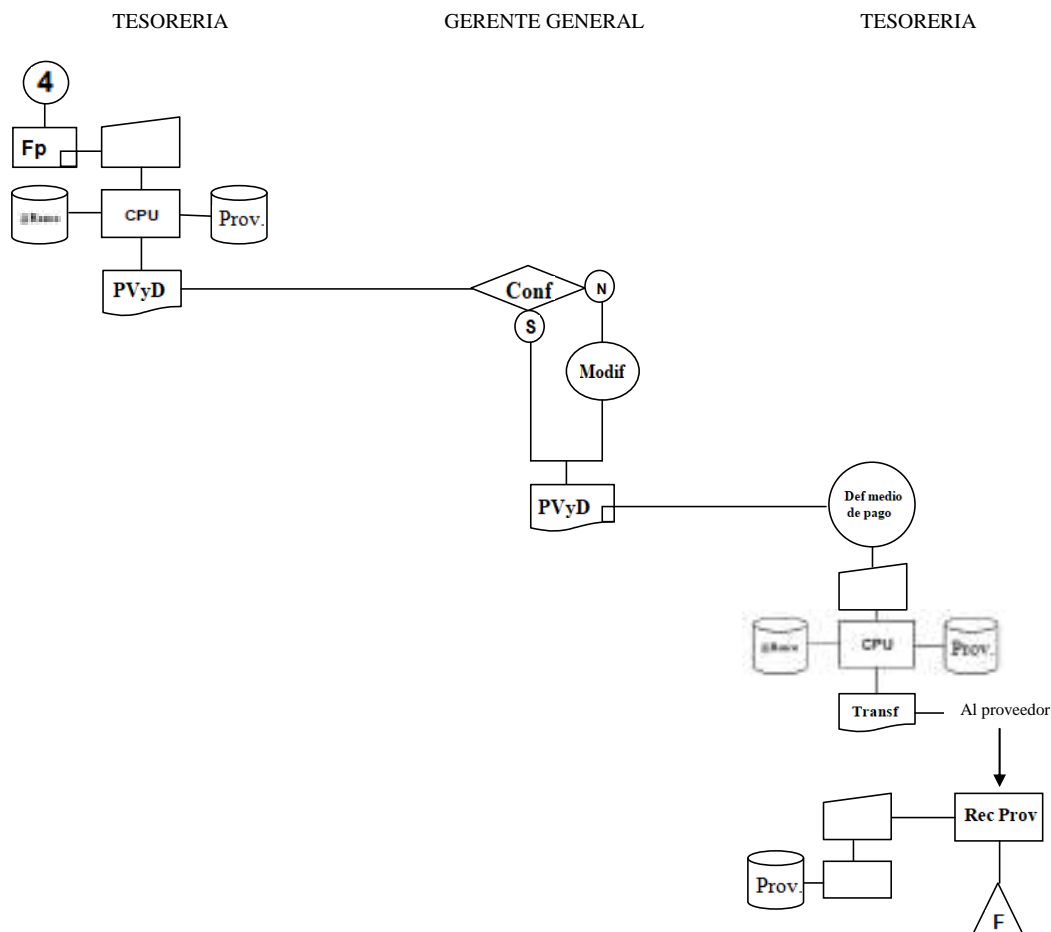 TESORERIA
GERENTE GENERAL
TESORERIA
4
Fp
CPU
Prov.
PVyD
Conf
N
S
Modif
PVyD
Def medio
de pago
CPU
Prov.
Transf
Al proveedor
Rec Prov
Prov.
F